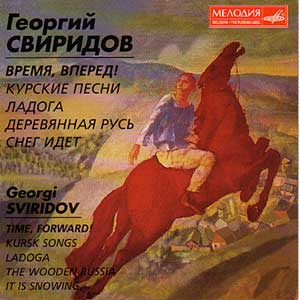 Георгий
СВИРИДОВ
МЕЛОДИЯ
MELODIYA - THE RUSSIAN LABEL
ВРЕМЯ, ВПЕРЕД!
КУРСКИЕ ПЕСНИ
ЛАДОГА
ДЕРЕВЯННАЯ РУСЬ
СНЕГ ИДЕТ
Georgi
SVIRIDOV
TIME, FORWARD!
KURSK SONGS
LADOGA
THE WOODEN RUSSIA
IT IS SNOWING